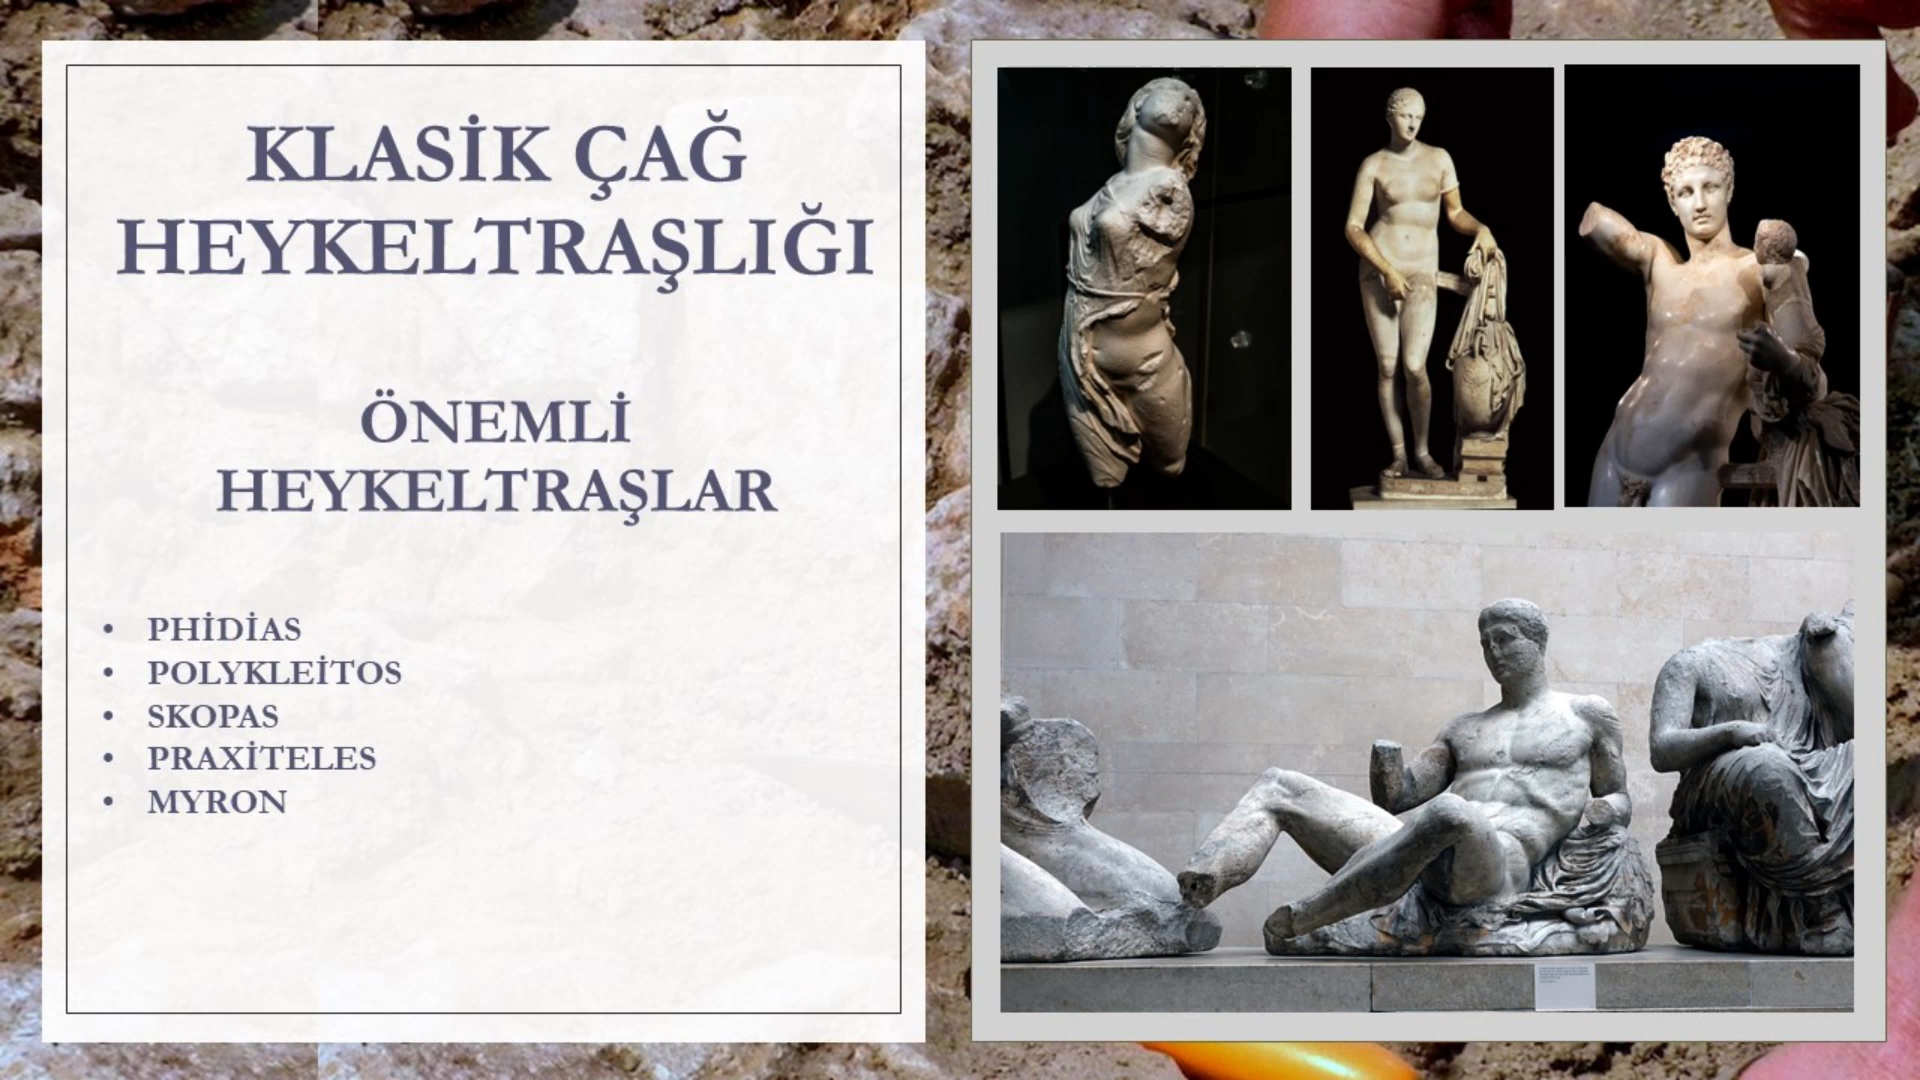 KLASİK ÇAĞ
HEYKELTRAŞLIĞI
ÖNEMLİ
HEYKELTRAŞLAR
• PHİDİAS
• POLYKLEİTOS
• SKOPAS
• PRAXİTELES
• MYRON